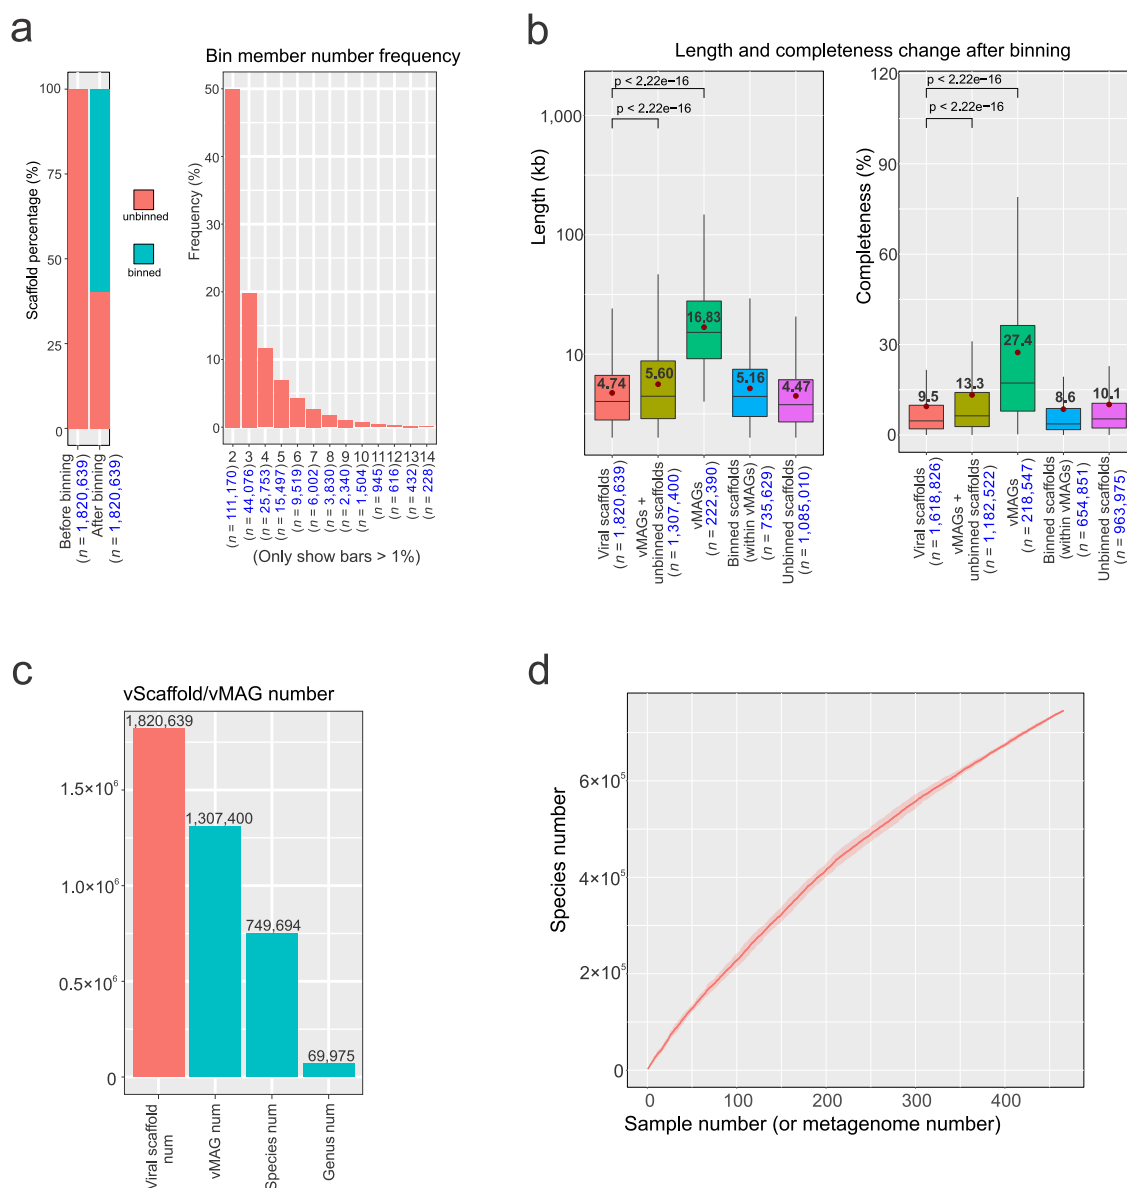 a
Bin member number frequency
Scaffold percentage (%)
100
75
50
25
0
Before binning
(n = 1,820,639)
After binning
(n = 1,820,639)
unbinned
binned
Frequency (%)
50
40
30
20
10
0
2 3 4 5 6 7 8 9 10 11 12 13 14
(n = 111,170)
(n = 44,076)
(n = 25,753)
(n = 15,497)
(n = 9,519)
(n = 6,002)
(n = 3,830)
(n = 2,340)
(n = 1,504)
(n = 945)
(n = 616)
(n = 432)
(n = 228)
(Only show bars > 1%)
b
Length and completeness change after binning
Length (kb)
1,000
100
10
p < 2.22e−16
p < 2.22e−16
4.74
5.60
16.83
5.16
4.47
Viral scaffolds
(n = 1,820,639)
vMAGs +
unbinned scaffolds
(n = 1,307,400)
vMAGs
(n = 222,390)
Binned scaffolds
(within vMAGs)
(n = 735,629)
Unbinned scaffolds
(n = 1,085,010)
Completeness (%)
120
90
60
30
0
p < 2.22e−16
p < 2.22e−16
9.5
13.3
27.4
8.6
10.1
Viral scaffolds
(n = 1,618,826)
vMAGs +
unbinned scaffolds
(n = 1,182,522)
vMAGs
(n = 218,547)
Binned scaffolds
(within vMAGs)
(n = 654,851)
Unbinned scaffolds
(n = 963,975)
c
vScaffold/vMAG number
1.5×10⁶
1.0×10⁶
0.5×10⁶
0
1,820,639
1,307,400
749,694
69,975
Viral scaffold
num
vMAG num
Species num
Genus num
d
Species number
6×10⁵
4×10⁵
2×10⁵
0
0 100 200 300 400
Sample number (or metagenome number)